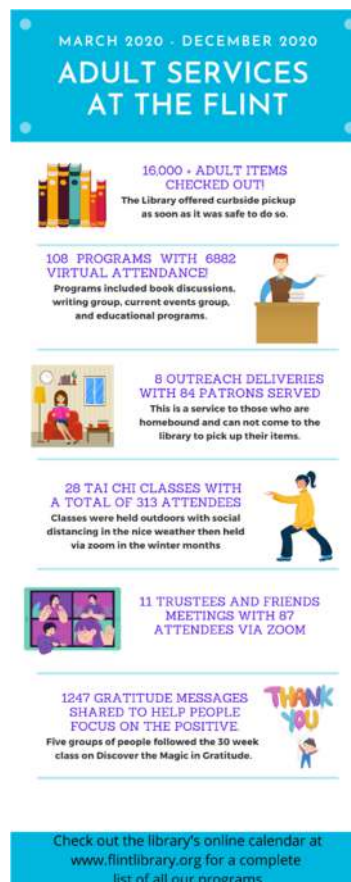 MARCH 2020 - DECEMBER 2020
ADULT SERVICES
AT THE FLINT
16,000 + ADULT ITEMS
CHECKED OUT!
The Library offered curbside pickup
as soon as it was safe to do so.
108 PROGRAMS WITH 6882
VIRTUAL ATTENDANCE!
Programs included book discussions,
writing group, current events group,
and educational programs.
8 OUTREACH DELIVERIES
WITH 84 PATRONS SERVED
This is a service to those who are
homebound and can not come to the
library to pick up their items.
28 TAI CHI CLASSES WITH
A TOTAL OF 313 ATTENDEES
Classes were held outdoors with social
distancing in the nice weather then held
via zoom in the winter months
11 TRUSTEES AND FRIENDS
MEETINGS WITH 87
ATTENDEES VIA ZOOM
1247 GRATITUDE MESSAGES
SHARED TO HELP PEOPLE
FOCUS ON THE POSITIVE.
Five groups of people followed the 30 week
class on Discover the Magic in Gratitude.
THANK
YOU
Check out the library's online calendar at
www.flintlibrary.org for a complete
list of all our programs